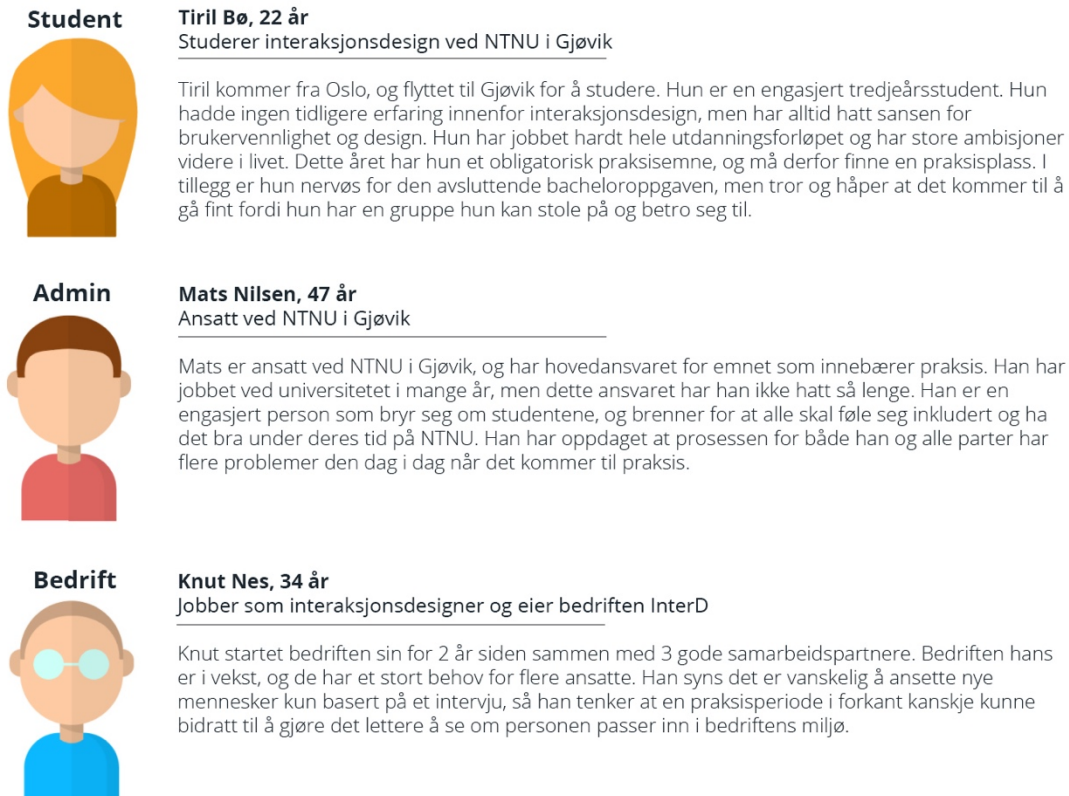 Student
Tiril Bø, 22 år
Studerer interaksjonsdesign ved NTNU i Gjøvik
Tiril kommer fra Oslo, og flyttet til Gjøvik for å studere. Hun er en engasjert tredjeårsstudent. Hun
hadde ingen tidligere erfaring innenfor interaksjonsdesign, men har alltid hatt sansen for
brukervennlighet og design. Hun har jobbet hardt hele utdanningsforløpet og har store ambisjoner
videre i livet. Dette året har hun et obligatorisk praksisemne, og må derfor finne en praksisplass. I
tillegg er hun nervøs for den avsluttende bacheloroppgaven, men tror og håper at det kommer til å
gå fint fordi hun har en gruppe hun kan stole på og betro seg til.
Admin
Mats Nilsen, 47 år
Ansatt ved NTNU i Gjøvik
Mats er ansatt ved NTNU i Gjøvik, og har hovedansvaret for emnet som innebærer praksis. Han har
jobbet ved universitetet i mange år, men dette ansvaret har han ikke hatt så lenge. Han er en
engasjert person som bryr seg om studentene, og brenner for at alle skal føle seg inkludert og ha
det bra under deres tid på NTNU. Han har oppdaget at prosessen for både han og alle parter har
flere problemer den dag i dag når det kommer til praksis.
Bedrift
Knut Nes, 34 år
Jobber som interaksjonsdesigner og eier bedriften InterD
Knut startet bedriften sin for 2 år siden sammen med 3 gode samarbeidspartnere. Bedriften hans
er i vekst, og de har et stort behov for flere ansatte. Han syns det er vanskelig å ansette nye
mennesker kun basert på et intervju, så han tenker at en praksisperiode i forkant kanskje kunne
bidratt til å gjøre det lettere å se om personen passer inn i bedriftens miljø.